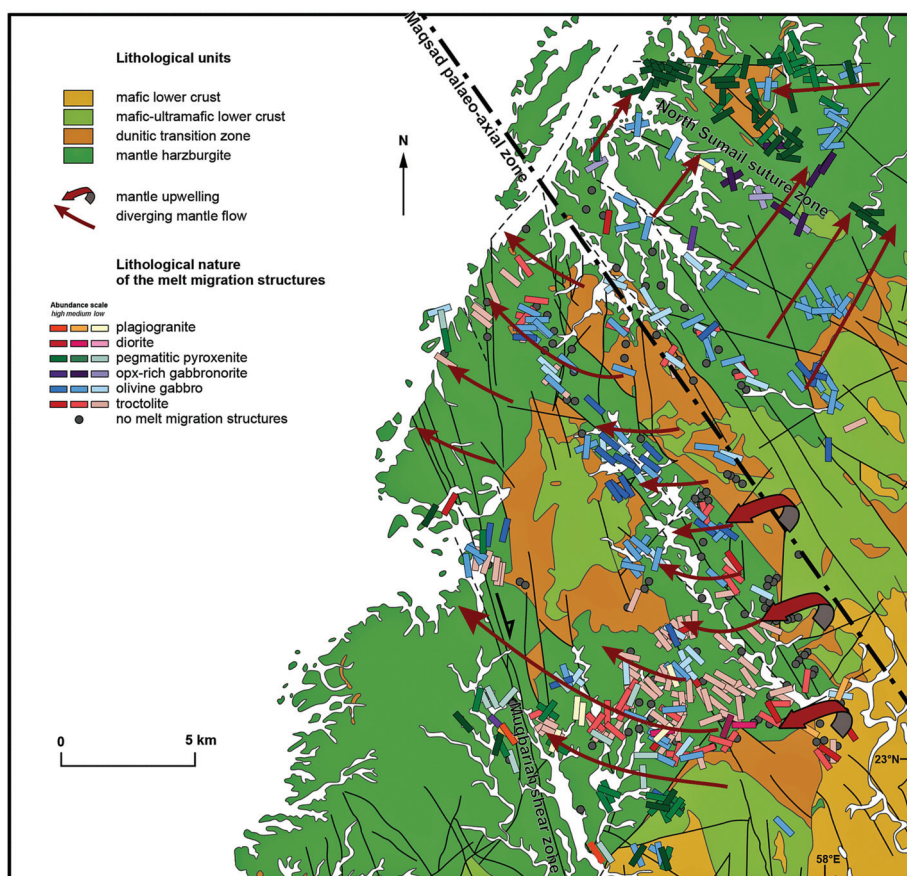 Lithological units
mafic lower crust
mafic-ultramafic lower crust
dunitic transition zone
mantle harzburgite
mantle upwelling
diverging mantle flow
Lithological nature
of the melt migration structures
Abundance scale
high medium low
plagiogranite
diorite
pegmatitic pyroxenite
opx-rich gabbronorite
olivine gabbro
troctolite
no melt migration structures
N
Maqsad palaeo-axial zone
North Sumail suture zone
Muqbariah shear zone
0 5 km
23°N
58°E